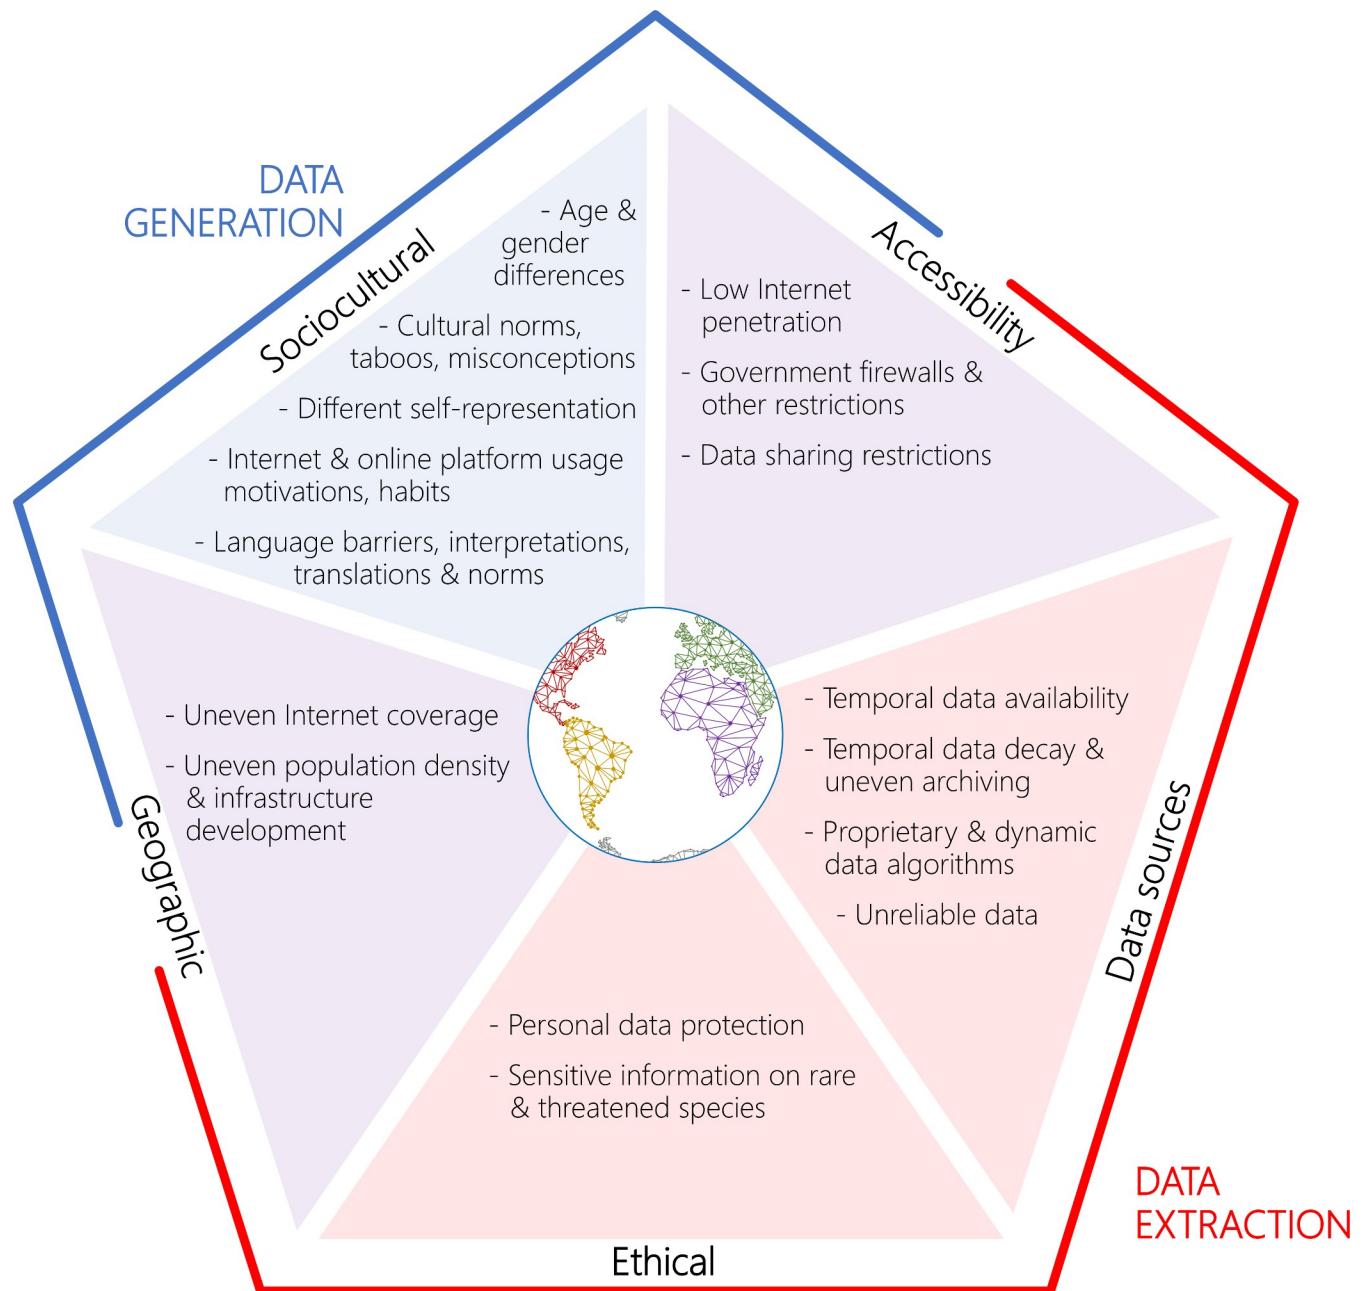 DATA
GENERATION
Sociocultural
- Age &
gender
differences
- Cultural norms,
taboos, misconceptions
- Different self-representation
- Internet & online platform usage
motivations, habits
- Language barriers, interpretations,
translations & norms
Accessibility
- Low Internet
penetration
- Government firewalls &
other restrictions
- Data sharing restrictions
Geographic
- Uneven Internet coverage
- Uneven population density
& infrastructure
development
Data sources
- Temporal data availability
- Temporal data decay &
uneven archiving
- Proprietary & dynamic
data algorithms
- Unreliable data
- Personal data protection
- Sensitive information on rare
& threatened species
Ethical
DATA
EXTRACTION